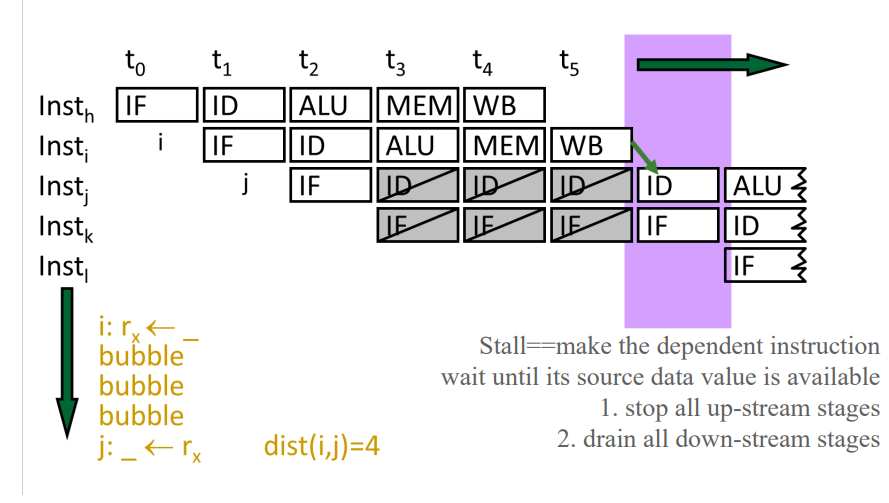 t₀ t₁ t₂ t₃ t₄ t₅
Instₕ IF ID ALU MEM WB
Instᵢ i IF ID ALU MEM WB
Instⱼ j IF ID ID ID ID ALU
Instₖ IF IF IF IF ID
Instₗ IF
i: rₓ ← _
bubble
bubble
bubble
j: _ ← rₓ dist(i,j)=4
Stall==make the dependent instruction
wait until its source data value is available
1. stop all up-stream stages
2. drain all down-stream stages